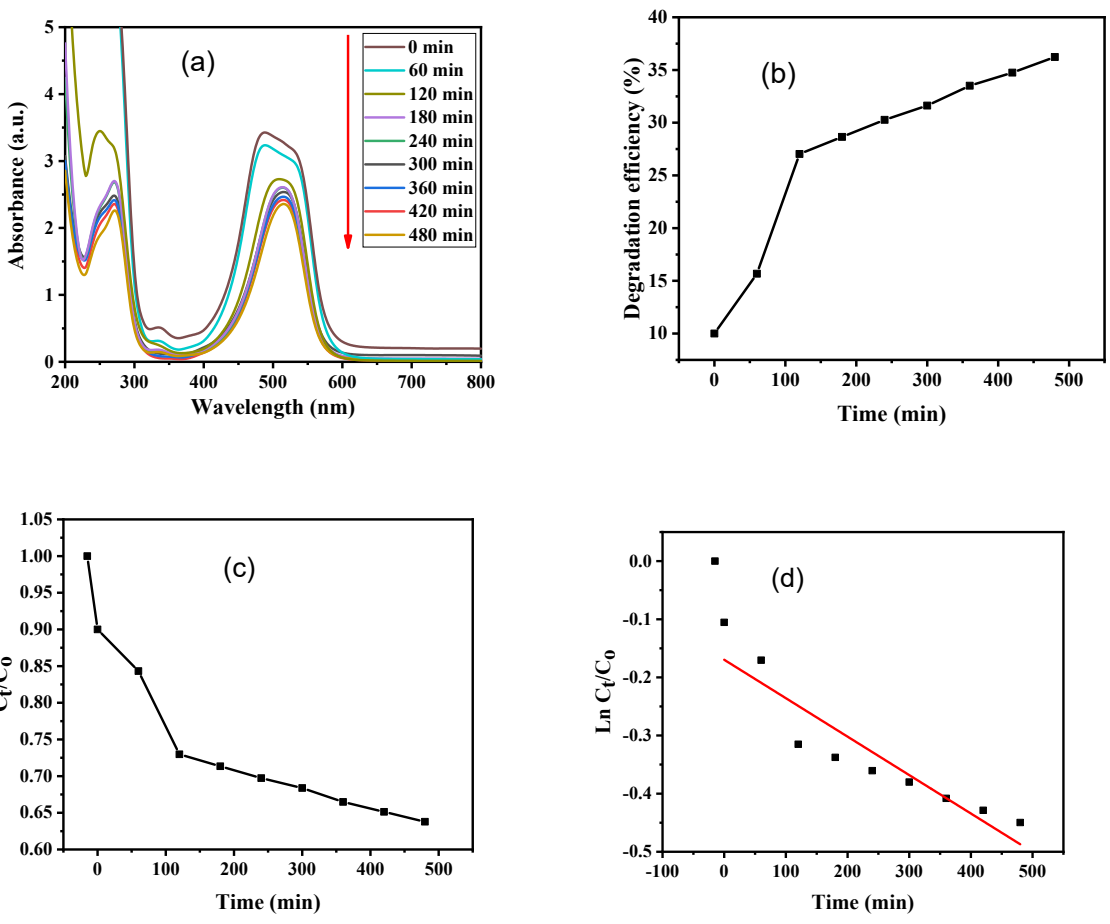 (a)
5
4
3
2
1
0
Absorbance (a.u.)
200 300 400 500 600 700 800
Wavelength (nm)
0 min
60 min
120 min
180 min
240 min
300 min
360 min
420 min
480 min
(b)
40
35
30
25
20
15
10
Degradation efficiency (%)
0 100 200 300 400 500
Time (min)
(c)
1.05
1.00
0.95
0.90
0.85
0.80
0.75
0.70
0.65
0.60
Ct/Co
0 100 200 300 400 500
Time (min)
(d)
0.0
-0.1
-0.2
-0.3
-0.4
-0.5
Ln Ct/Co
-100 0 100 200 300 400 500
Time (min)